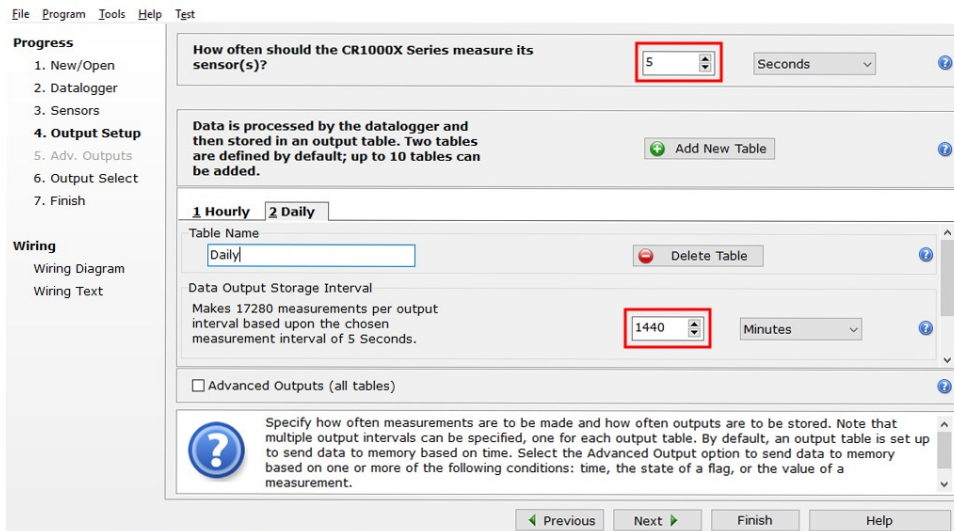 File Program Tools Help Test
Progress
1. New/Open
2. Datalogger
3. Sensors
4. Output Setup
5. Adv. Outputs
6. Output Select
7. Finish
Wiring
Wiring Diagram
Wiring Text
How often should the CR1000X Series measure its
sensor(s)?
5
Seconds
Data is processed by the datalogger and
then stored in an output table. Two tables
are defined by default; up to 10 tables can
be added.
Add New Table
1 Hourly 2 Daily
Table Name
Daily
Delete Table
Data Output Storage Interval
Makes 17280 measurements per output
interval based upon the chosen
measurement interval of 5 Seconds.
1440
Minutes
Advanced Outputs (all tables)
Specify how often measurements are to be made and how often outputs are to be stored. Note that
multiple output intervals can be specified, one for each output table. By default, an output table is set up
to send data to memory based on time. Select the Advanced Output option to send data to memory
based on one or more of the following conditions: time, the state of a flag, or the value of a
measurement.
Previous Next Finish Help